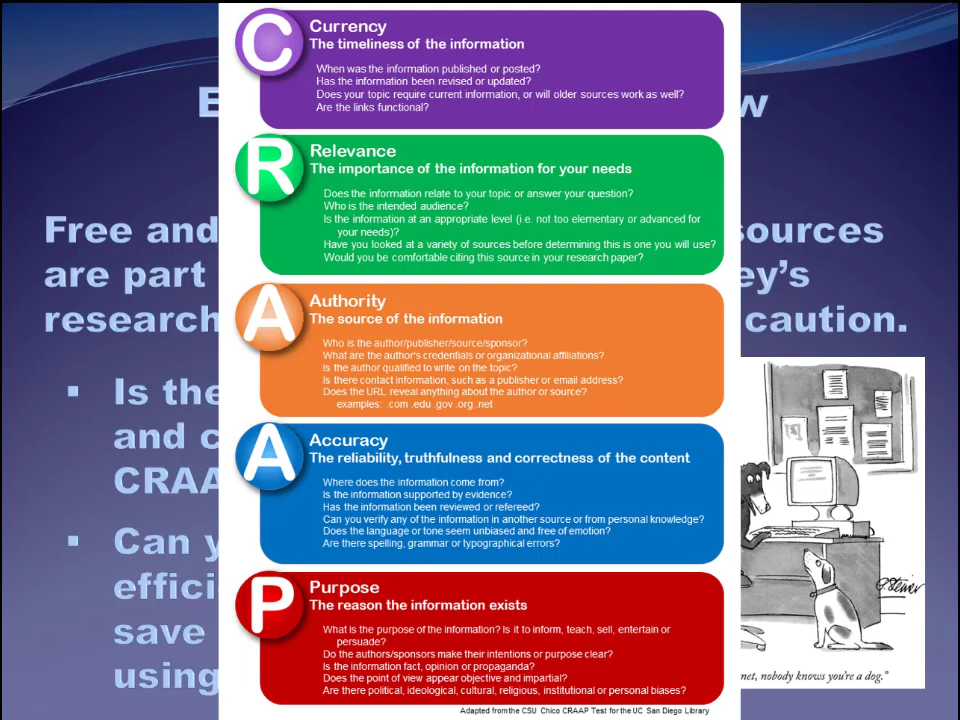 C
Currency
The timeliness of the information
When was the information published or posted?
Has the information been revised or updated?
Does your topic require current information, or will older sources work as well?
Are the links functional?
R
Relevance
The importance of the information for your needs
Does the information relate to your topic or answer your question?
Who is the intended audience?
Is the information at an appropriate level (i.e. not too elementary or advanced for
your needs)?
Have you looked at a variety of sources before determining this is one you will use?
Would you be comfortable citing this source in your research paper?
A
Authority
The source of the information
Who is the author/publisher/source/sponsor?
What are the author's credentials or organizational affiliations?
Is the author qualified to write on the topic?
Is there contact information, such as a publisher or email address?
Does the URL reveal anything about the author or source?
examples: .com .edu .gov .org .net
A
Accuracy
The reliability, truthfulness and correctness of the content
Where does the information come from?
Is the information supported by evidence?
Has the information been reviewed or refereed?
Can you verify any of the information in another source or from personal knowledge?
Does the language or tone seem unbiased and free of emotion?
Are there spelling, grammar or typographical errors?
P
Purpose
The reason the information exists
What is the purpose of the information? Is it to inform, teach, sell, entertain or
persuade?
Do the authors/sponsors make their intentions or purpose clear?
Is the information fact, opinion or propaganda?
Does the point of view appear objective and impartial?
Are there political, ideological, cultural, religious, institutional or personal biases?
Adapted from the CSU Chico CRAAP Test for the UC San Diego Library
E w
Free and sources
are part ey's
research caution.
▪ Is the
and c
CRAA
▪ Can y
effici
save
using
P. Steiner
net, nobody knows you're a dog."